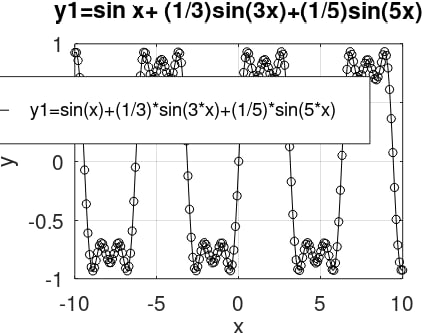 y1=sin x+ (1/3)sin(3x)+(1/5)sin(5x)
1
y1=sin(x)+(1/3)*sin(3*x)+(1/5)*sin(5*x)
y
0
-0.5
-1
-10 -5 0 5 10
x